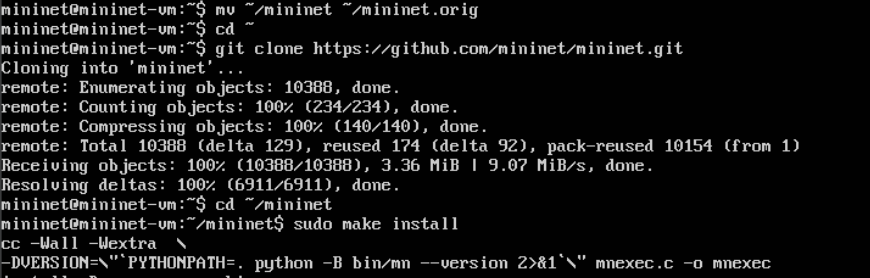 mininet@mininet-vm:~$ mv ~/mininet ~/mininet.orig
mininet@mininet-vm:~$ cd ~
mininet@mininet-vm:~$ git clone https://github.com/mininet/mininet.git
Cloning into 'mininet'...
remote: Enumerating objects: 10388, done.
remote: Counting objects: 100% (234/234), done.
remote: Compressing objects: 100% (140/140), done.
remote: Total 10388 (delta 129), reused 174 (delta 92), pack-reused 10154 (from 1)
Receiving objects: 100% (10388/10388), 3.36 MiB | 9.07 MiB/s, done.
Resolving deltas: 100% (6911/6911), done.
mininet@mininet-vm:~$ cd ~/mininet
mininet@mininet-vm:~/mininet$ sudo make install
cc -Wall -Wextra  \
-DVERSION=\"`PYTHONPATH=. python -B bin/mn --version 2>&1`\" mnexec.c -o mnexec